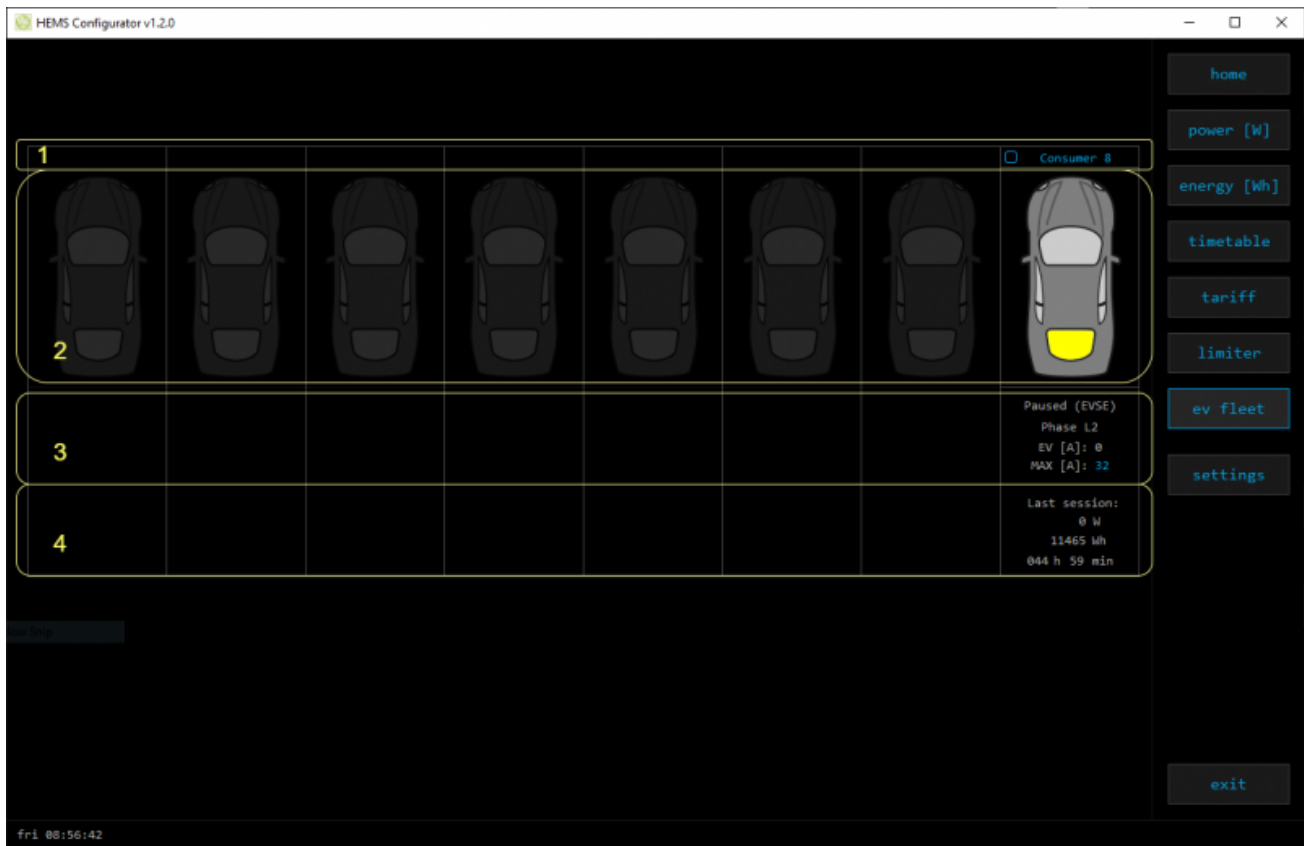 HEMS Configurator v1.2.0
home
power [W]
1
Consumer 8
energy [Wh]
timetable
tariff
2
limiter
ev fleet
Paused (EVSE)
Phase L2
EV [A]: 0
MAX [A]: 32
3
settings
Last session:
0 W
11465 Wh
044 h 59 min
4
Snip
exit
fri 08:56:42